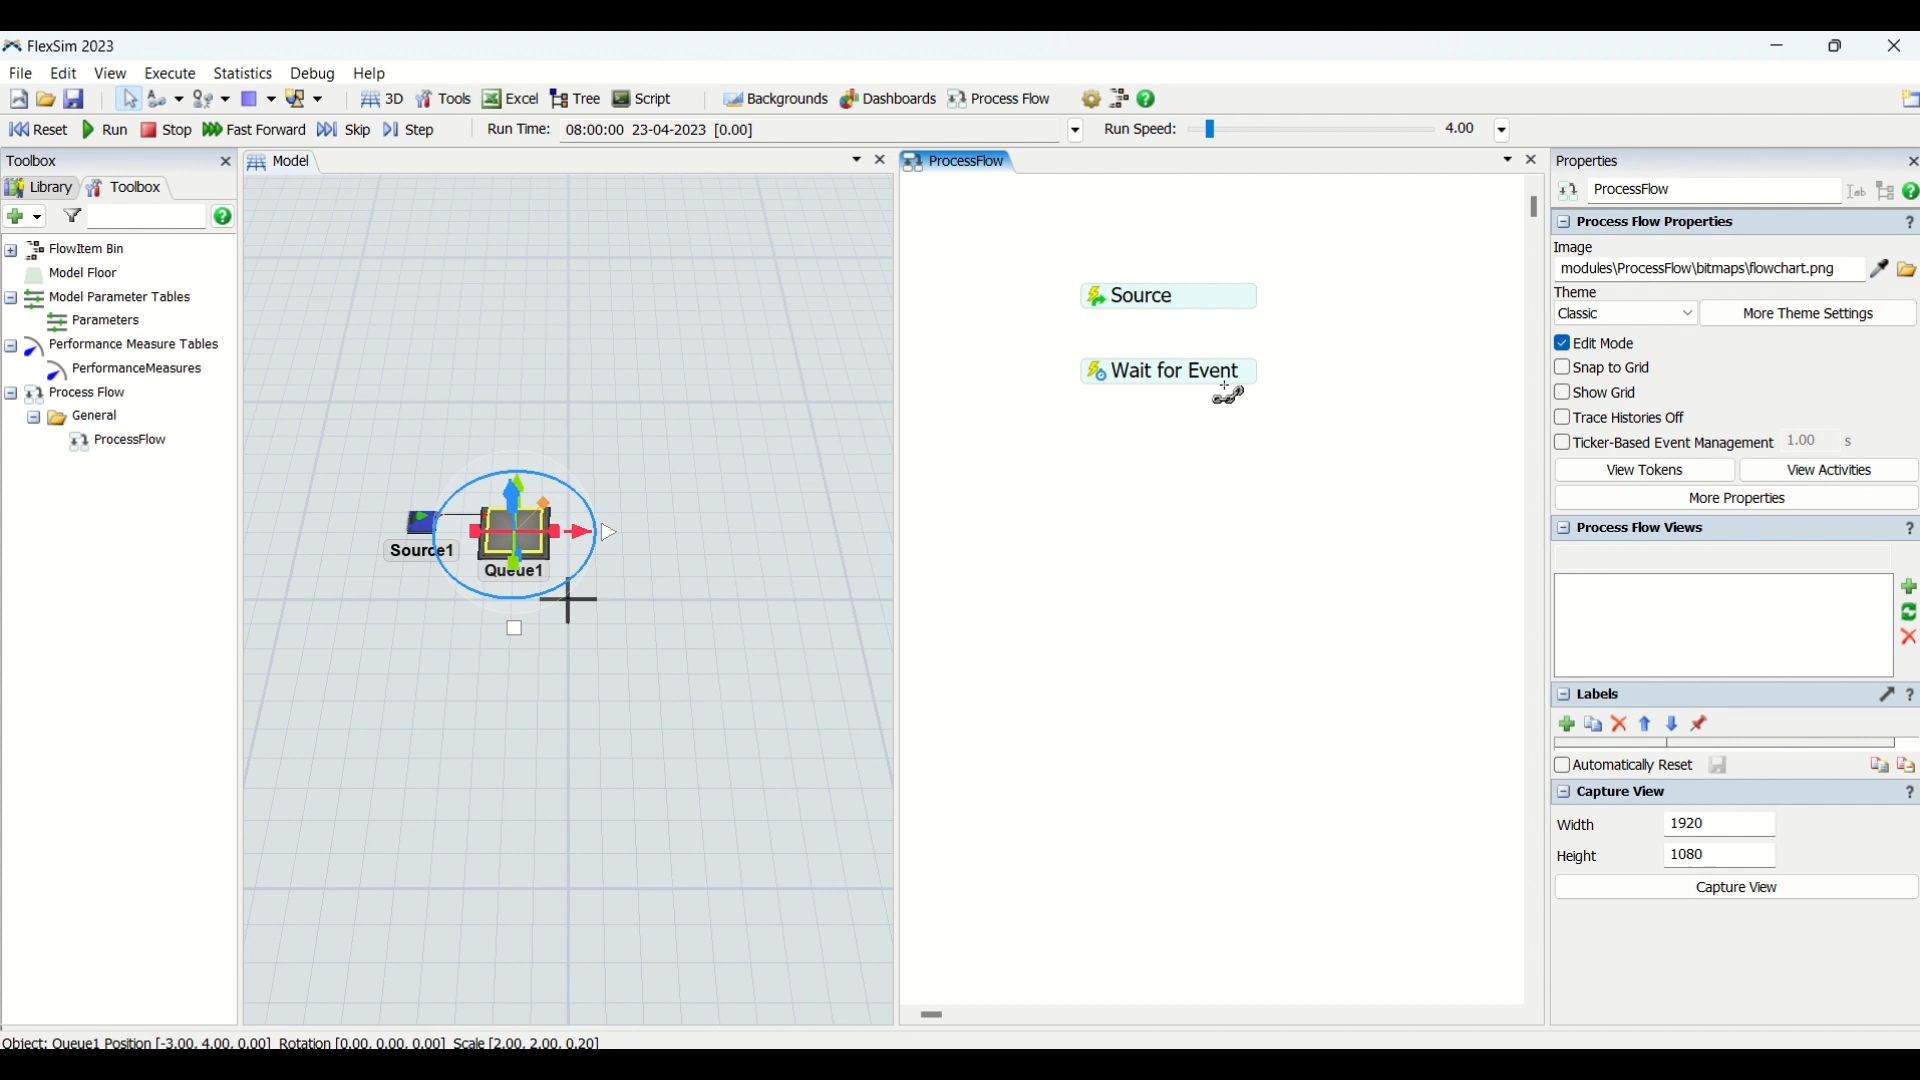 FlexSim 2023
File Edit View Execute Statistics Debug Help
3D Tools Excel Tree Script Backgrounds Dashboards Process Flow
Reset Run Stop Fast Forward Skip Step Run Time: 08:00:00 23-04-2023 [0.00] Run Speed: 4.00
Toolbox
Library Toolbox
FlowItem Bin
Model Floor
Model Parameter Tables
Parameters
Performance Measure Tables
PerformanceMeasures
Process Flow
General
ProcessFlow
Model
Source1
Queue1
ProcessFlow
Source
Wait for Event
Properties
ProcessFlow
Process Flow Properties
Image
modules\ProcessFlow\bitmaps\flowchart.png
Theme
Classic More Theme Settings
Edit Mode
Snap to Grid
Show Grid
Trace Histories Off
Ticker-Based Event Management 1.00 s
View Tokens View Activities
More Properties
Process Flow Views
Labels
Automatically Reset
Capture View
Width 1920
Height 1080
Capture View
Object: Queue1 Position [-3.00, 4.00, 0.00] Rotation [0.00, 0.00, 0.00] Scale [2.00, 2.00, 0.20]